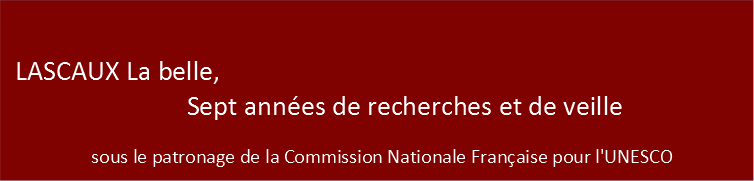 LASCAUX La belle,
Sept années de recherches et de veille
sous le patronage de la Commission Nationale Française pour l'UNESCO